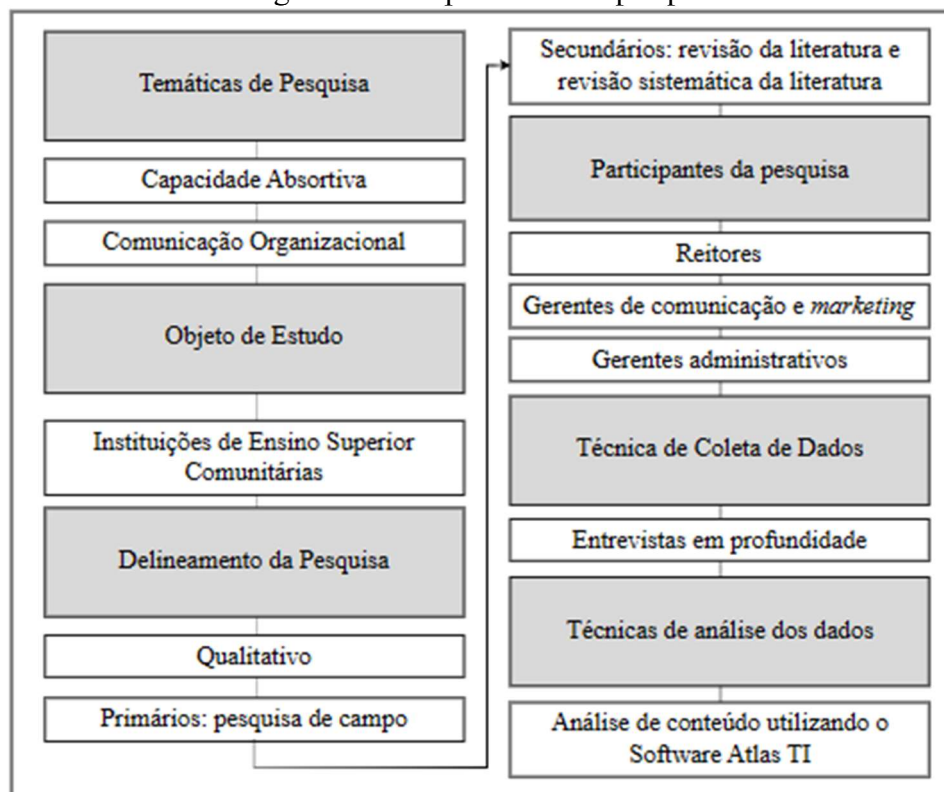 Temáticas de Pesquisa
Capacidade Absortiva
Comunicação Organizacional
Objeto de Estudo
Instituições de Ensino Superior
Comunitárias
Delineamento da Pesquisa
Qualitativo
Primários: pesquisa de campo
Secundários: revisão da literatura e
revisão sistemática da literatura
Participantes da pesquisa
Reitores
Gerentes de comunicação e marketing
Gerentes administrativos
Técnica de Coleta de Dados
Entrevistas em profundidade
Técnicas de análise dos dados
Análise de conteúdo utilizando o
Software Atlas TI